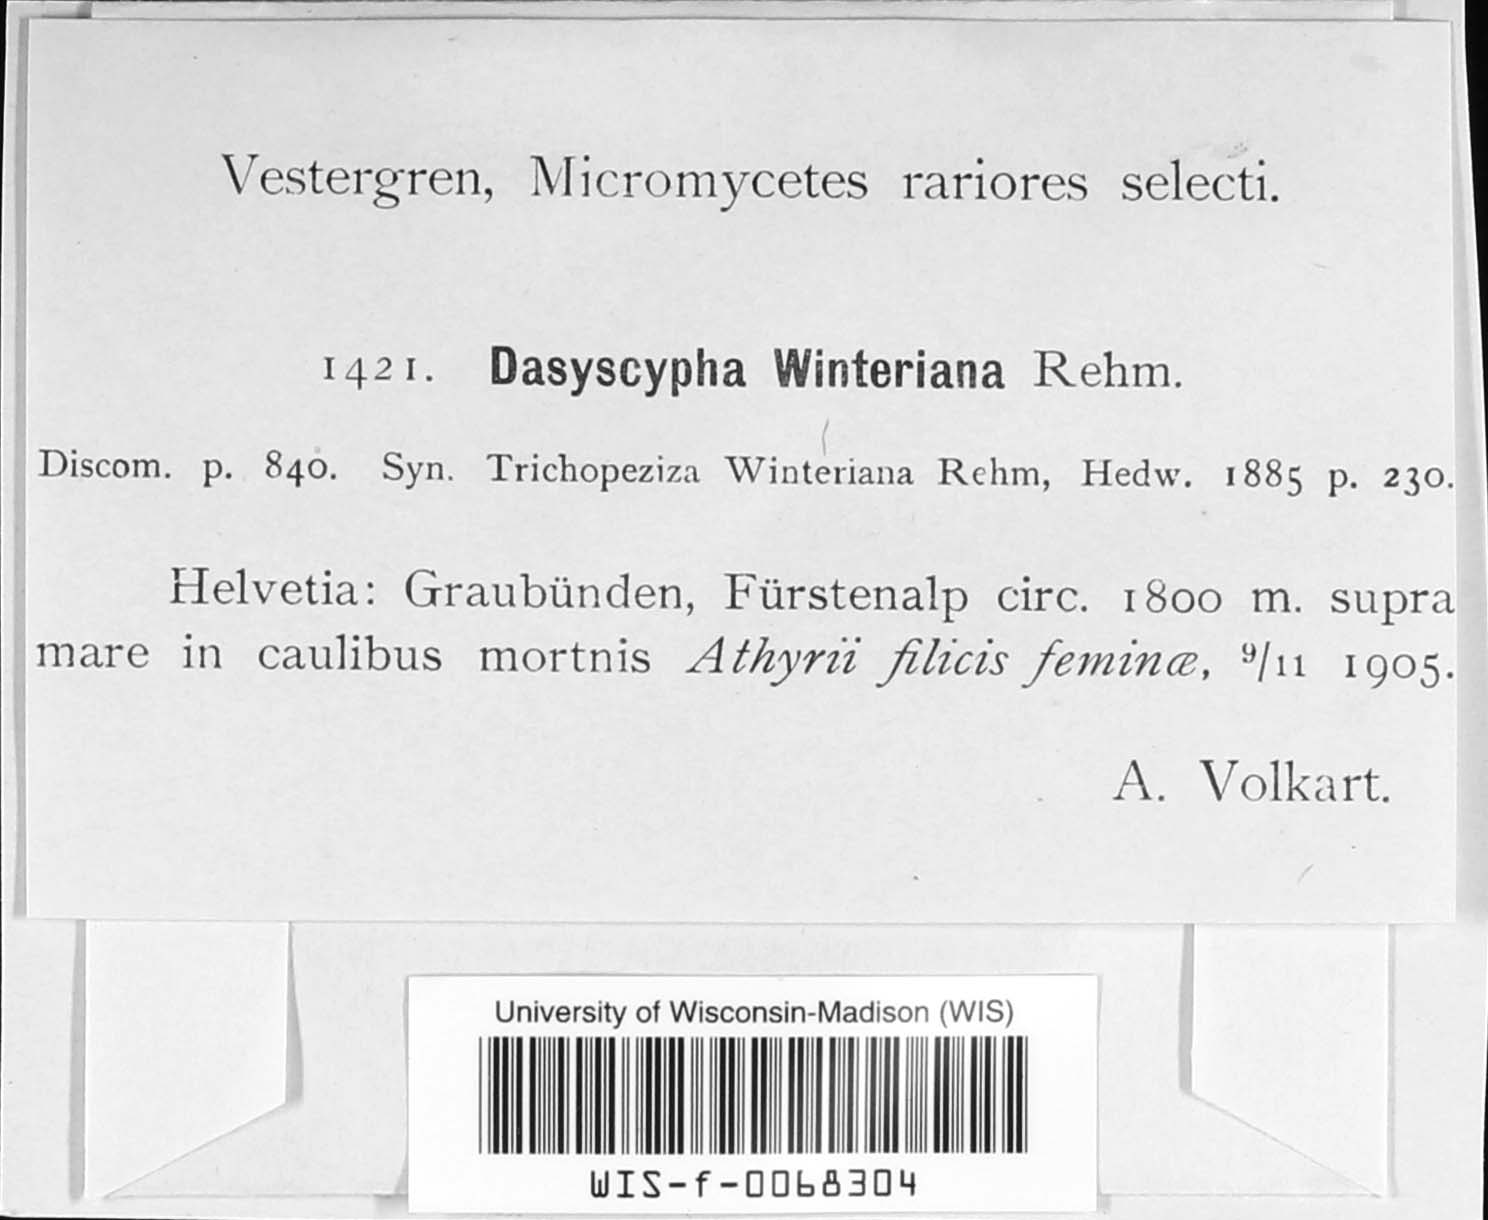 Vestergren, Micromycetes rariores selecti.
1421. Dasyscypha Winteriana Rehm.
Discom. p. 840. Syn. Trichopeziza Winteriana Rehm, Hedw. 1885 p. 230.
Helvetia: Graubünden, Fürstenalp circ. 1800 m. supra
mare in caulibus mortnis Athyrii filicis feminæ, 9/11 1905.
A. Volkart.
University of Wisconsin-Madison (WIS)
WIS-f-0068304